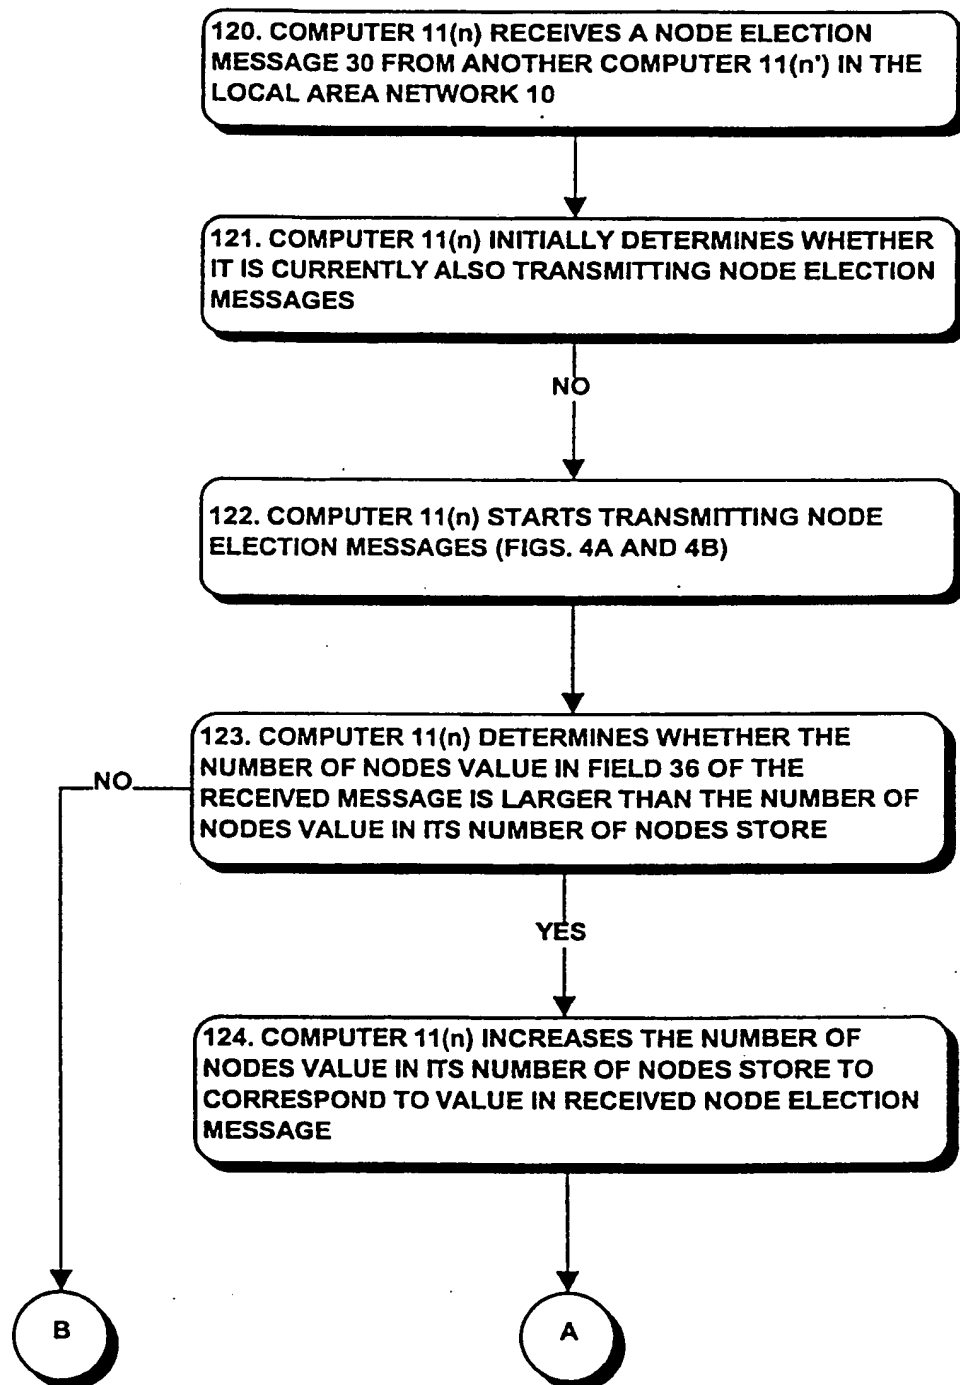 120. COMPUTER 11(n) RECEIVES A NODE ELECTION
MESSAGE 30 FROM ANOTHER COMPUTER 11(n') IN THE
LOCAL AREA NETWORK 10
121. COMPUTER 11(n) INITIALLY DETERMINES WHETHER
IT IS CURRENTLY ALSO TRANSMITTING NODE ELECTION
MESSAGES
NO
122. COMPUTER 11(n) STARTS TRANSMITTING NODE
ELECTION MESSAGES (FIGS. 4A AND 4B)
123. COMPUTER 11(n) DETERMINES WHETHER THE
NUMBER OF NODES VALUE IN FIELD 36 OF THE
RECEIVED MESSAGE IS LARGER THAN THE NUMBER OF
NODES VALUE IN ITS NUMBER OF NODES STORE
NO
YES
124. COMPUTER 11(n) INCREASES THE NUMBER OF
NODES VALUE IN ITS NUMBER OF NODES STORE TO
CORRESPOND TO VALUE IN RECEIVED NODE ELECTION
MESSAGE
B
A